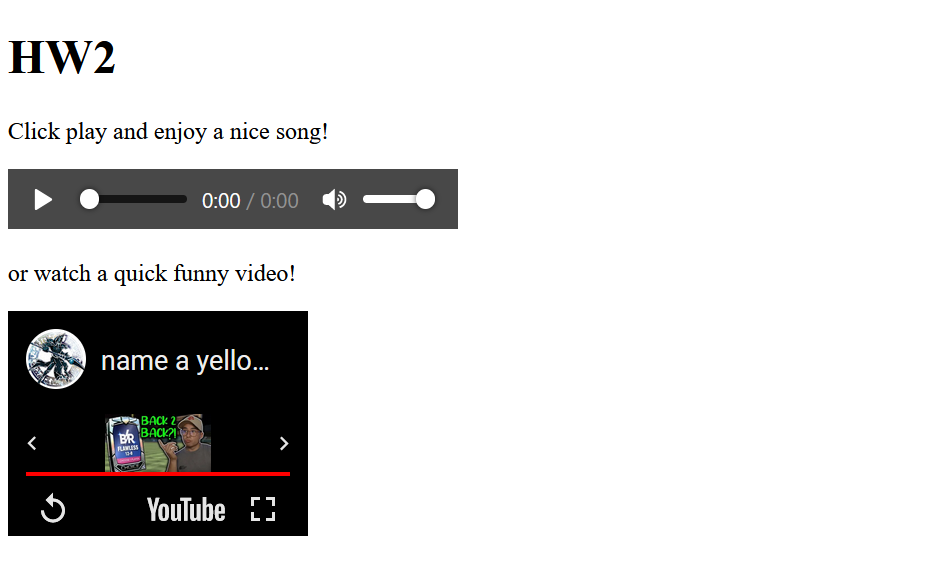 HW2
Click play and enjoy a nice song!
0:00 / 0:00
or watch a quick funny video!
name a yello...
BACK 2
BACK?!
B/R
FLAWLESS
YouTube